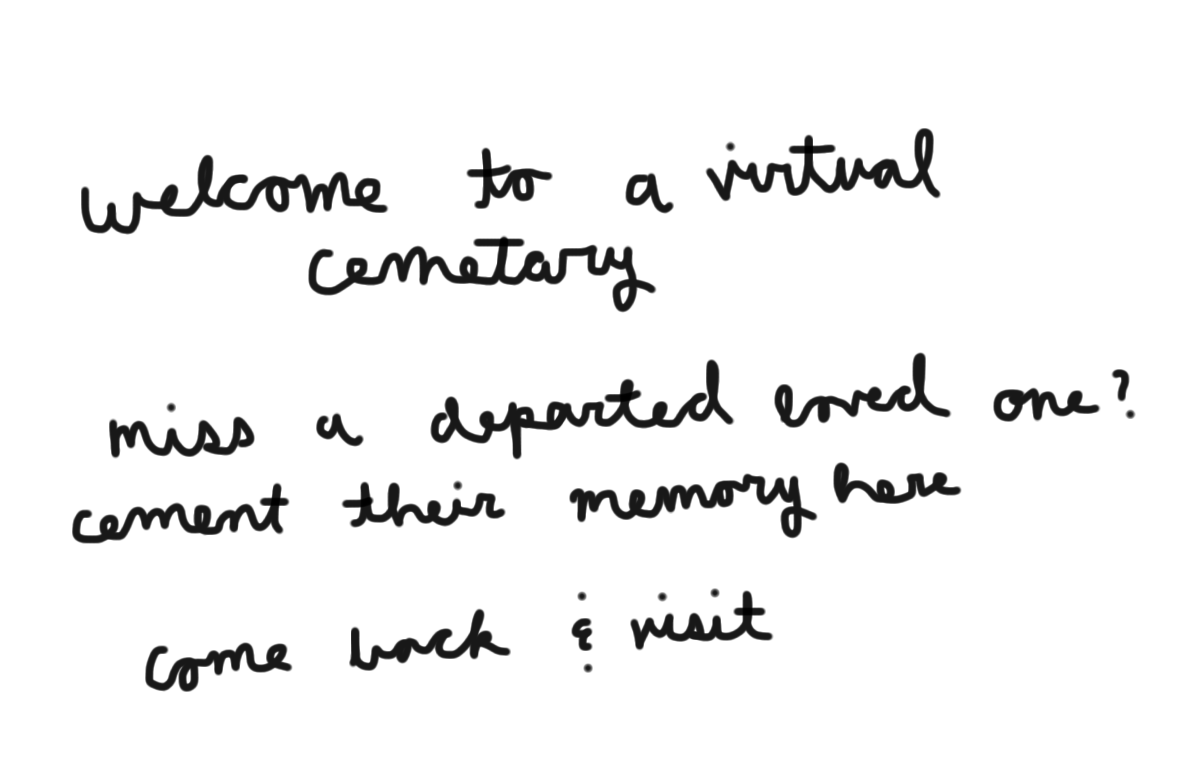 welcome to a virtual
cemetary
miss a departed loved one?
cement their memory here
come back & visit